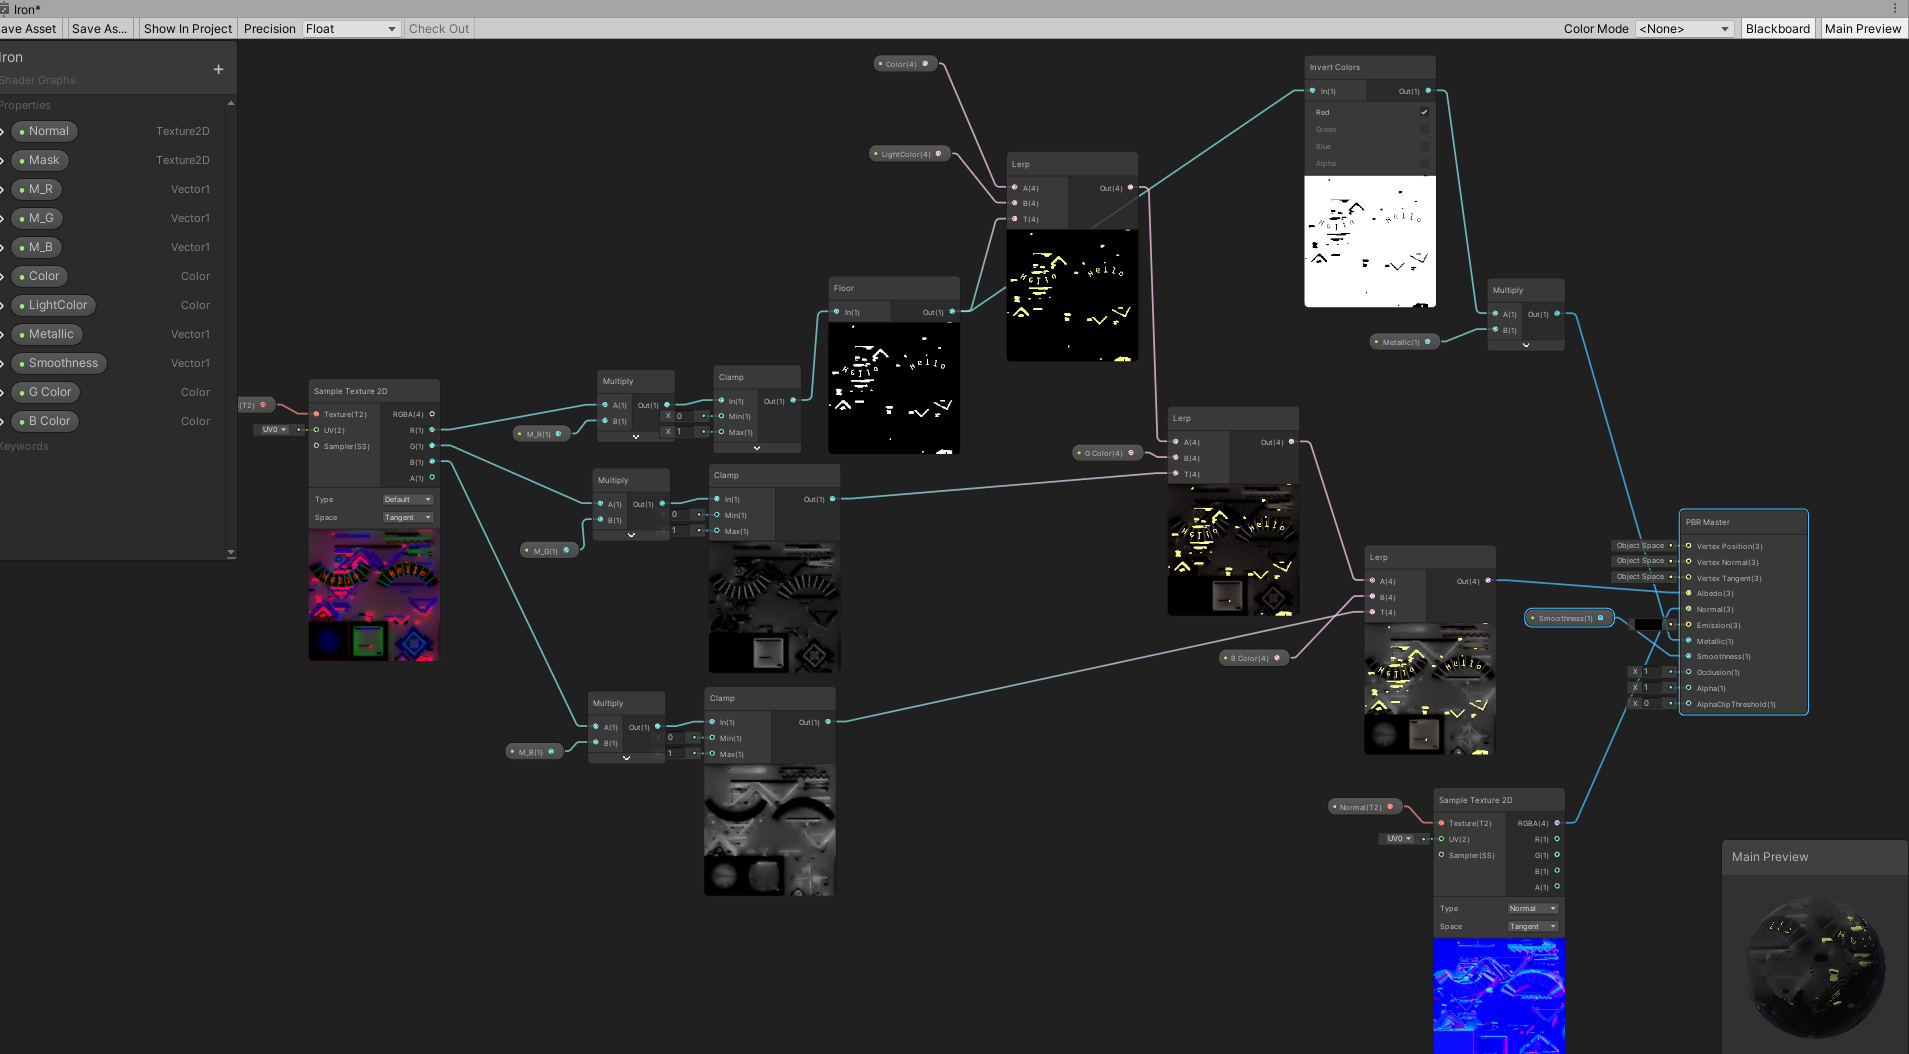 Iron*
ave Asset Save As... Show In Project Precision Float Check Out Color Mode <None> Blackboard Main Preview
Iron +
Shader Graphs
Properties
Normal Texture2D
Mask Texture2D
M_R Vector1
M_G Vector1
M_B Vector1
Color Color
LightColor Color
Metallic Vector1
Smoothness Vector1
G Color Color
B Color Color
Keywords
Color(4)
LightColor(4)
Lerp
A(4) Out(4)
B(4)
T(4)
Invert Colors
In(1) Out(1)
Red
Green
Blue
Alpha
Hello Hello
Floor
In(1) Out(1)
Hello Hello
Multiply
A(1) Out(1)
B(1)
Metallic(1)
(T2)
UV0
Sample Texture 2D
Texture(T2) RGBA(4)
UV(2) R(1)
Sampler(SS) G(1)
B(1)
A(1)
Type Default
Space Tangent
Hello Hello
M_R(1)
Multiply
A(1) Out(1)
B(1)
X 0
X 1
Clamp
In(1) Out(1)
Min(1)
Max(1)
M_G(1)
Multiply
A(1) Out(1)
B(1)
0
1
Clamp
In(1) Out(1)
Min(1)
Max(1)
M_B(1)
Multiply
A(1) Out(1)
B(1)
0
1
Clamp
In(1) Out(1)
Min(1)
Max(1)
G Color(4)
Lerp
A(4) Out(4)
B(4)
T(4)
Hello Hello
B Color(4)
Lerp
A(4) Out(4)
B(4)
T(4)
Hello Hello
Smoothness(1)
PBR Master
Object Space Vertex Position(3)
Object Space Vertex Normal(3)
Object Space Vertex Tangent(3)
Albedo(3)
Normal(3)
Emission(3)
Metallic(1)
Smoothness(1)
X 1 Occlusion(1)
X 1 Alpha(1)
X 0 AlphaClipThreshold(1)
Normal(T2)
UV0
Sample Texture 2D
Texture(T2) RGBA(4)
UV(2) R(1)
Sampler(SS) G(1)
B(1)
A(1)
Type Normal
Space Tangent
Main Preview